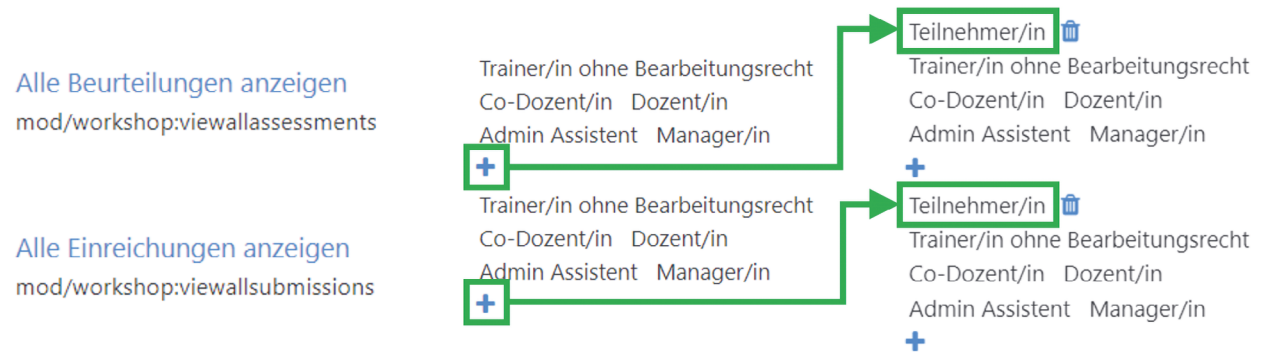 Alle Beurteilungen anzeigen
mod/workshop:viewallassessments
Trainer/in ohne Bearbeitungsrecht
Co-Dozent/in Dozent/in
Admin Assistent Manager/in
Teilnehmer/in
Trainer/in ohne Bearbeitungsrecht
Co-Dozent/in Dozent/in
Admin Assistent Manager/in
Alle Einreichungen anzeigen
mod/workshop:viewallsubmissions
Trainer/in ohne Bearbeitungsrecht
Co-Dozent/in Dozent/in
Admin Assistent Manager/in
Teilnehmer/in
Trainer/in ohne Bearbeitungsrecht
Co-Dozent/in Dozent/in
Admin Assistent Manager/in